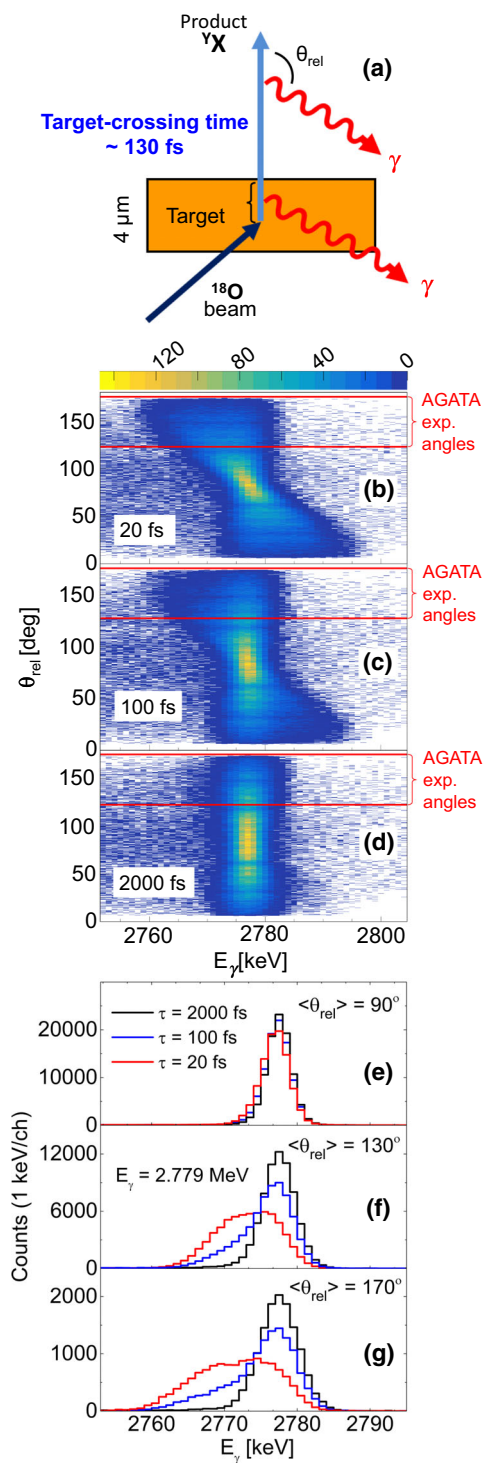 Product
ʸX
θrel
(a)
Target-crossing time
~ 130 fs
γ
4 μm
Target
γ
¹⁸O
beam
120 80 40 0
AGATA
exp.
angles
150
100
50
0
(b)
20 fs
AGATA
exp.
angles
150
100
50
0
θrel [deg]
(c)
100 fs
AGATA
exp.
angles
150
100
50
0
(d)
2000 fs
2760 2780 2800
Eγ[keV]
τ = 2000 fs
τ = 100 fs
τ = 20 fs
<θrel> = 90°
20000
10000
0
(e)
<θrel> = 130°
Eγ = 2.779 MeV
12000
6000
0
(f)
Counts (1 keV/ch)
<θrel> = 170°
2000
1000
0
(g)
2760 2770 2780 2790
Eγ [keV]